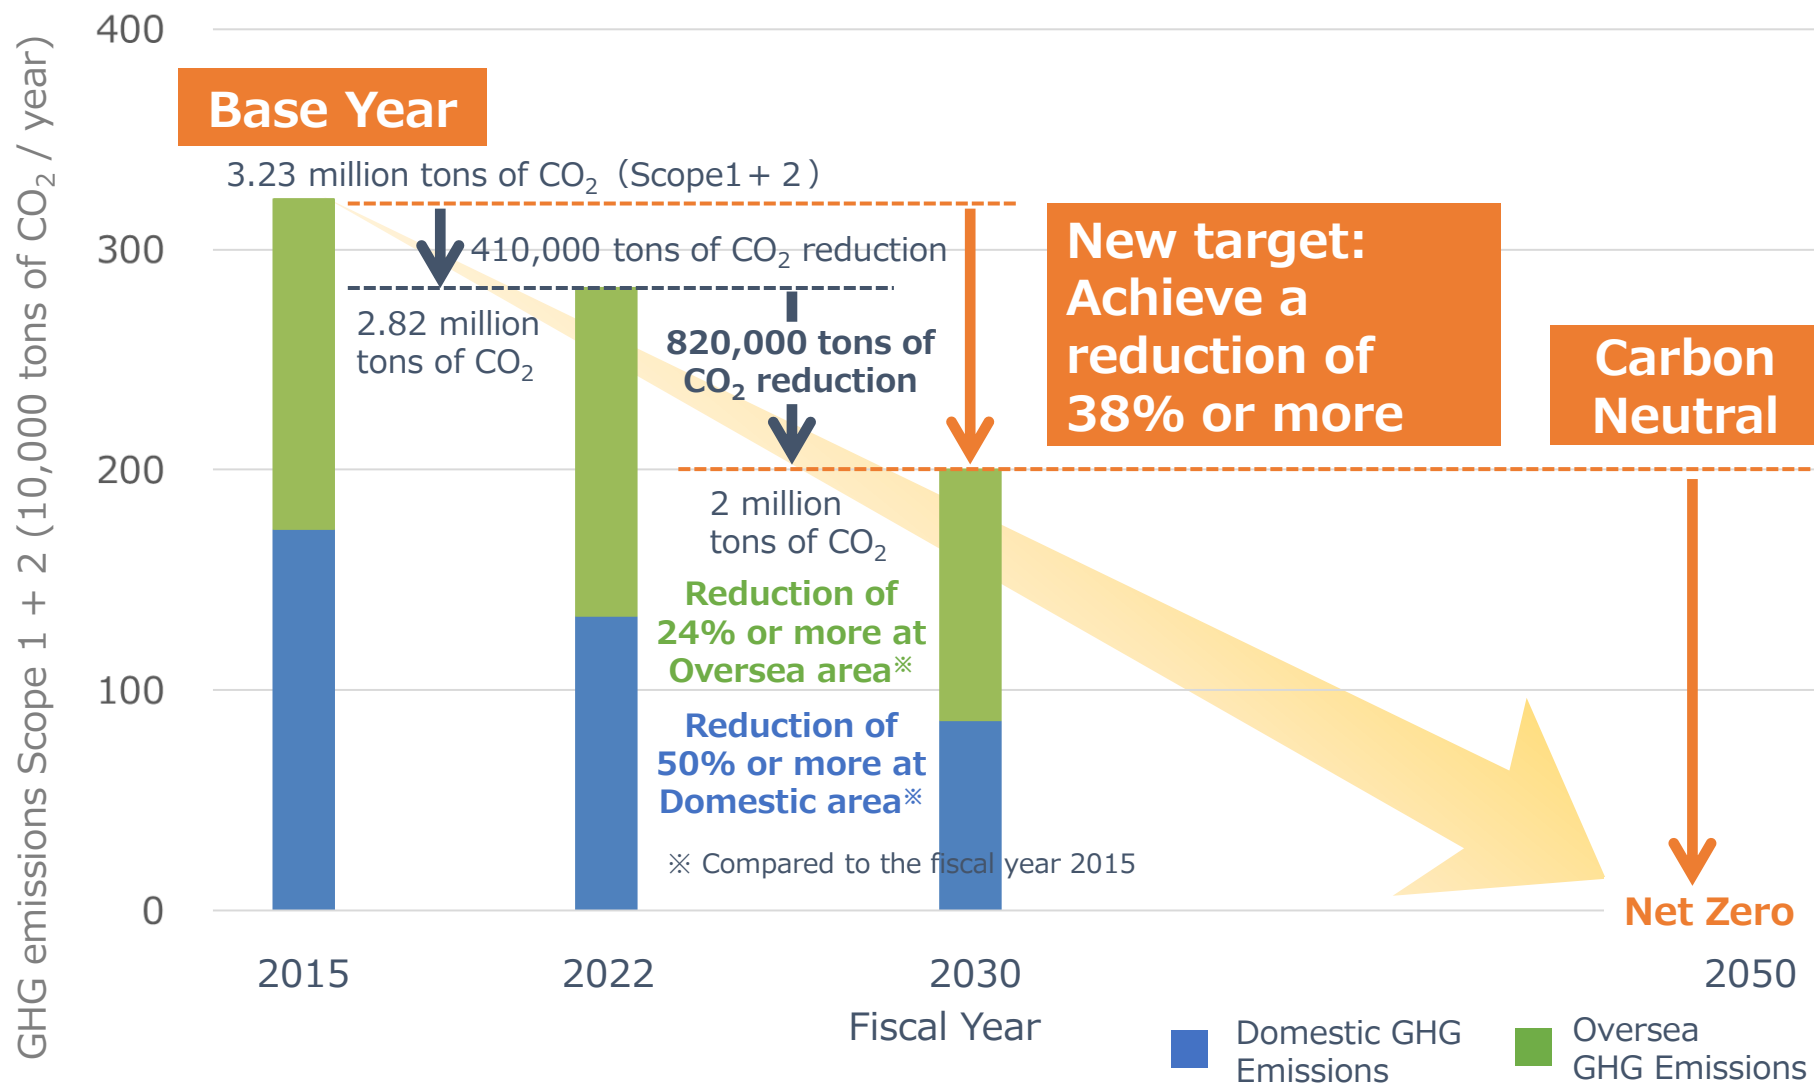 GHG emissions Scope 1 + 2 (10,000 tons of CO₂ / year)
400
300
200
100
0
Base Year
3.23 million tons of CO₂（Scope1＋2）
410,000 tons of CO₂ reduction
2.82 million
tons of CO₂
820,000 tons of
CO₂ reduction
New target:
Achieve a
reduction of
38% or more
Carbon
Neutral
2 million
tons of CO₂
Reduction of
24% or more at
Oversea area※
Reduction of
50% or more at
Domestic area※
※ Compared to the fiscal year 2015
Net Zero
2015
2022
2030
2050
Fiscal Year
Domestic GHG
Emissions
Oversea
GHG Emissions